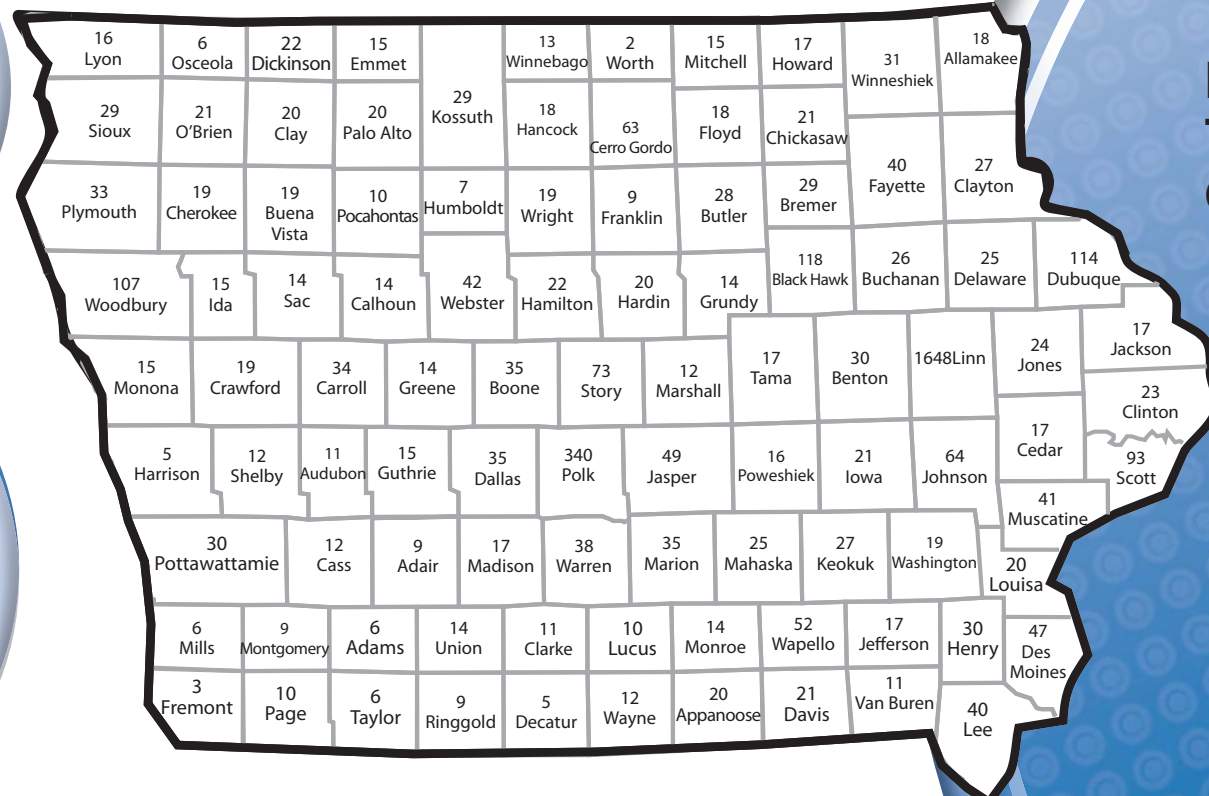 16
Lyon
6
Osceola
22
Dickinson
15
Emmet
29
Kossuth
13
Winnebago
2
Worth
15
Mitchell
17
Howard
31
Winneshiek
18
Allamakee
29
Sioux
21
O'Brien
20
Clay
20
Palo Alto
18
Hancock
63
Cerro Gordo
18
Floyd
21
Chickasaw
40
Fayette
27
Clayton
33
Plymouth
19
Cherokee
19
Buena
Vista
10
Pocahontas
7
Humboldt
19
Wright
9
Franklin
28
Butler
29
Bremer
107
Woodbury
15
Ida
14
Sac
14
Calhoun
42
Webster
22
Hamilton
20
Hardin
14
Grundy
118
Black Hawk
26
Buchanan
25
Delaware
114
Dubuque
15
Monona
19
Crawford
34
Carroll
14
Greene
35
Boone
73
Story
12
Marshall
17
Tama
30
Benton
1648Linn
24
Jones
17
Jackson
23
Clinton
5
Harrison
12
Shelby
11
Audubon
15
Guthrie
35
Dallas
340
Polk
49
Jasper
16
Poweshiek
21
Iowa
64
Johnson
17
Cedar
93
Scott
41
Muscatine
30
Pottawattamie
12
Cass
9
Adair
17
Madison
38
Warren
35
Marion
25
Mahaska
27
Keokuk
19
Washington
20
Louisa
6
Mills
9
Montgomery
6
Adams
14
Union
11
Clarke
10
Lucus
14
Monroe
52
Wapello
17
Jefferson
30
Henry
47
Des
Moines
3
Fremont
10
Page
6
Taylor
9
Ringgold
5
Decatur
12
Wayne
20
Appanoose
21
Davis
11
Van Buren
40
Lee